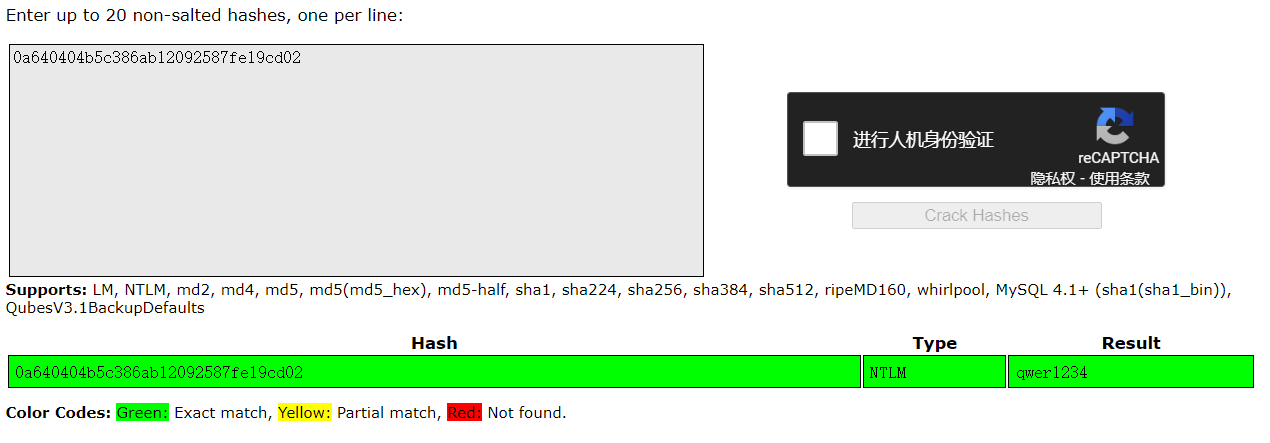 Enter up to 20 non-salted hashes, one per line:
0a640404b5c386ab12092587fe19cd02
进行人机身份验证
reCAPTCHA
隐私权 - 使用条款
Crack Hashes
Supports: LM, NTLM, md2, md4, md5, md5(md5_hex), md5-half, sha1, sha224, sha256, sha384, sha512, ripeMD160, whirlpool, MySQL 4.1+ (sha1(sha1_bin)),
QubesV3.1BackupDefaults
Hash Type Result
0a640404b5c386ab12092587fe19cd02 NTLM qwer1234
Color Codes: Green: Exact match, Yellow: Partial match, Red: Not found.